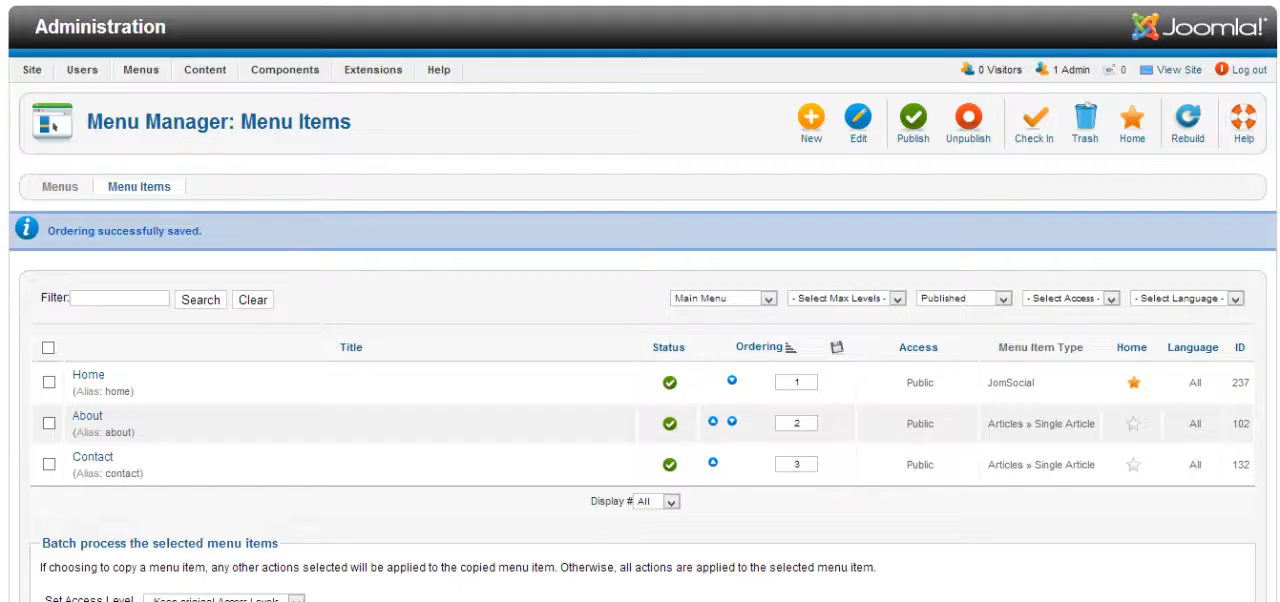 Administration Joomla!
Site Users Menus Content Components Extensions Help 0 Visitors 1 Admin 0 View Site Log out
Menu Manager: Menu Items
New Edit Publish Unpublish Check In Trash Home Rebuild Help
Menus Menu Items
Ordering successfully saved.
Filter: Search Clear Main Menu - Select Max Levels - Published - Select Access - - Select Language -
Title Status Ordering Access Menu Item Type Home Language ID
Home
(Alias: home) 1 Public JomSocial All 237
About
(Alias: about) 2 Public Articles » Single Article All 102
Contact
(Alias: contact) 3 Public Articles » Single Article All 132
Display # All
Batch process the selected menu items
If choosing to copy a menu item, any other actions selected will be applied to the copied menu item. Otherwise, all actions are applied to the selected menu item.
Set Access Level - Keep original Access Levels -